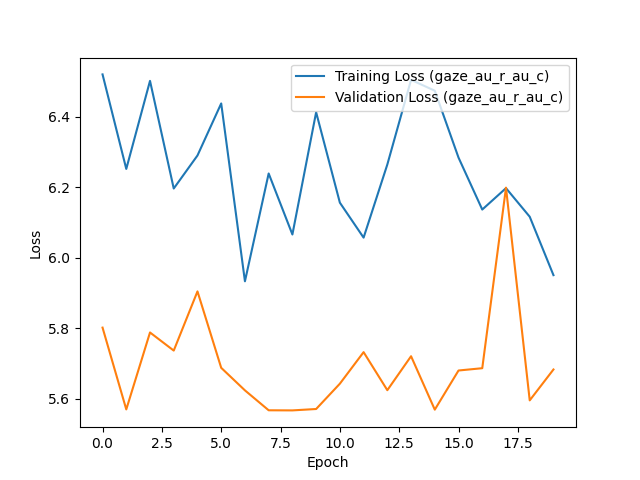 Training Loss (gaze_au_r_au_c)
Validation Loss (gaze_au_r_au_c)
6.4
6.2
6.0
5.8
5.6
Loss
0.0 2.5 5.0 7.5 10.0 12.5 15.0 17.5
Epoch